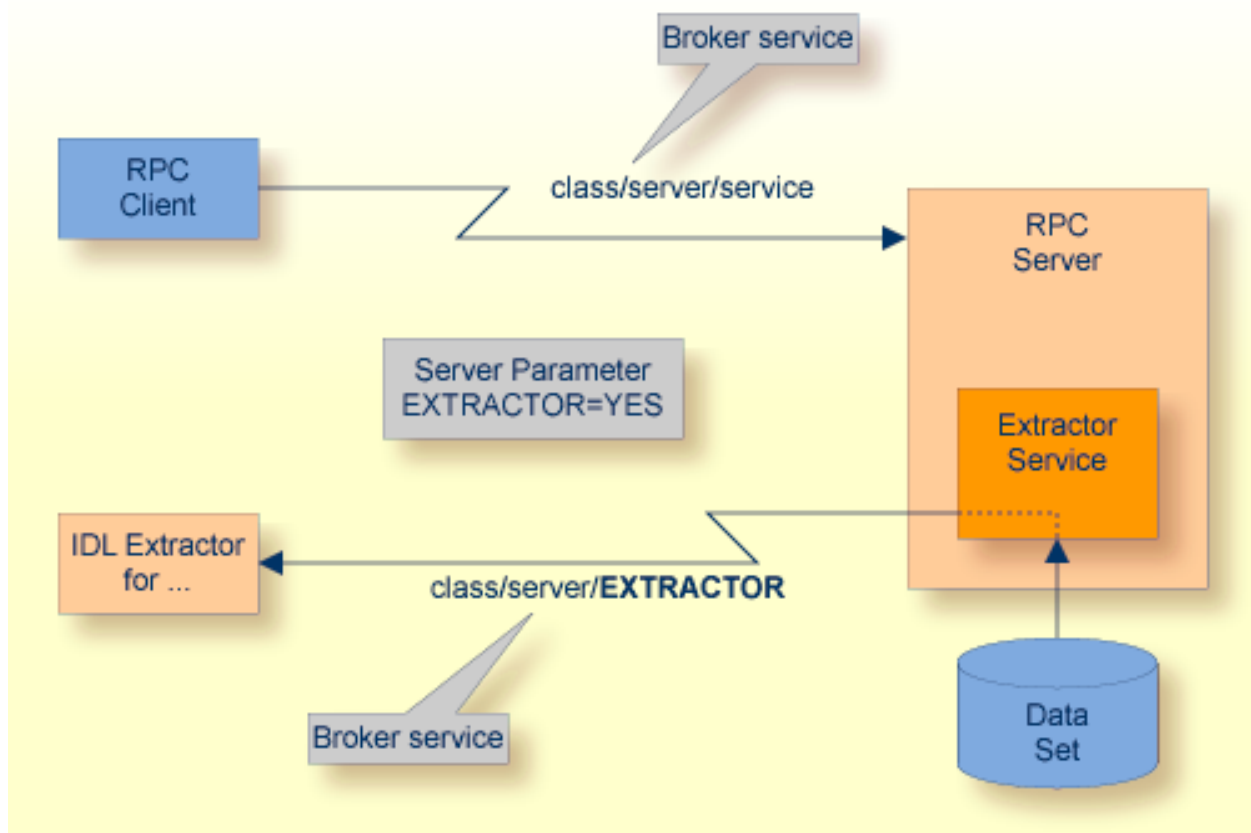 Broker service
RPC
Client
class/server/service
RPC
Server
Server Parameter
EXTRACTOR=YES
Extractor
Service
IDL Extractor
for ...
class/server/EXTRACTOR
Broker service
Data
Set